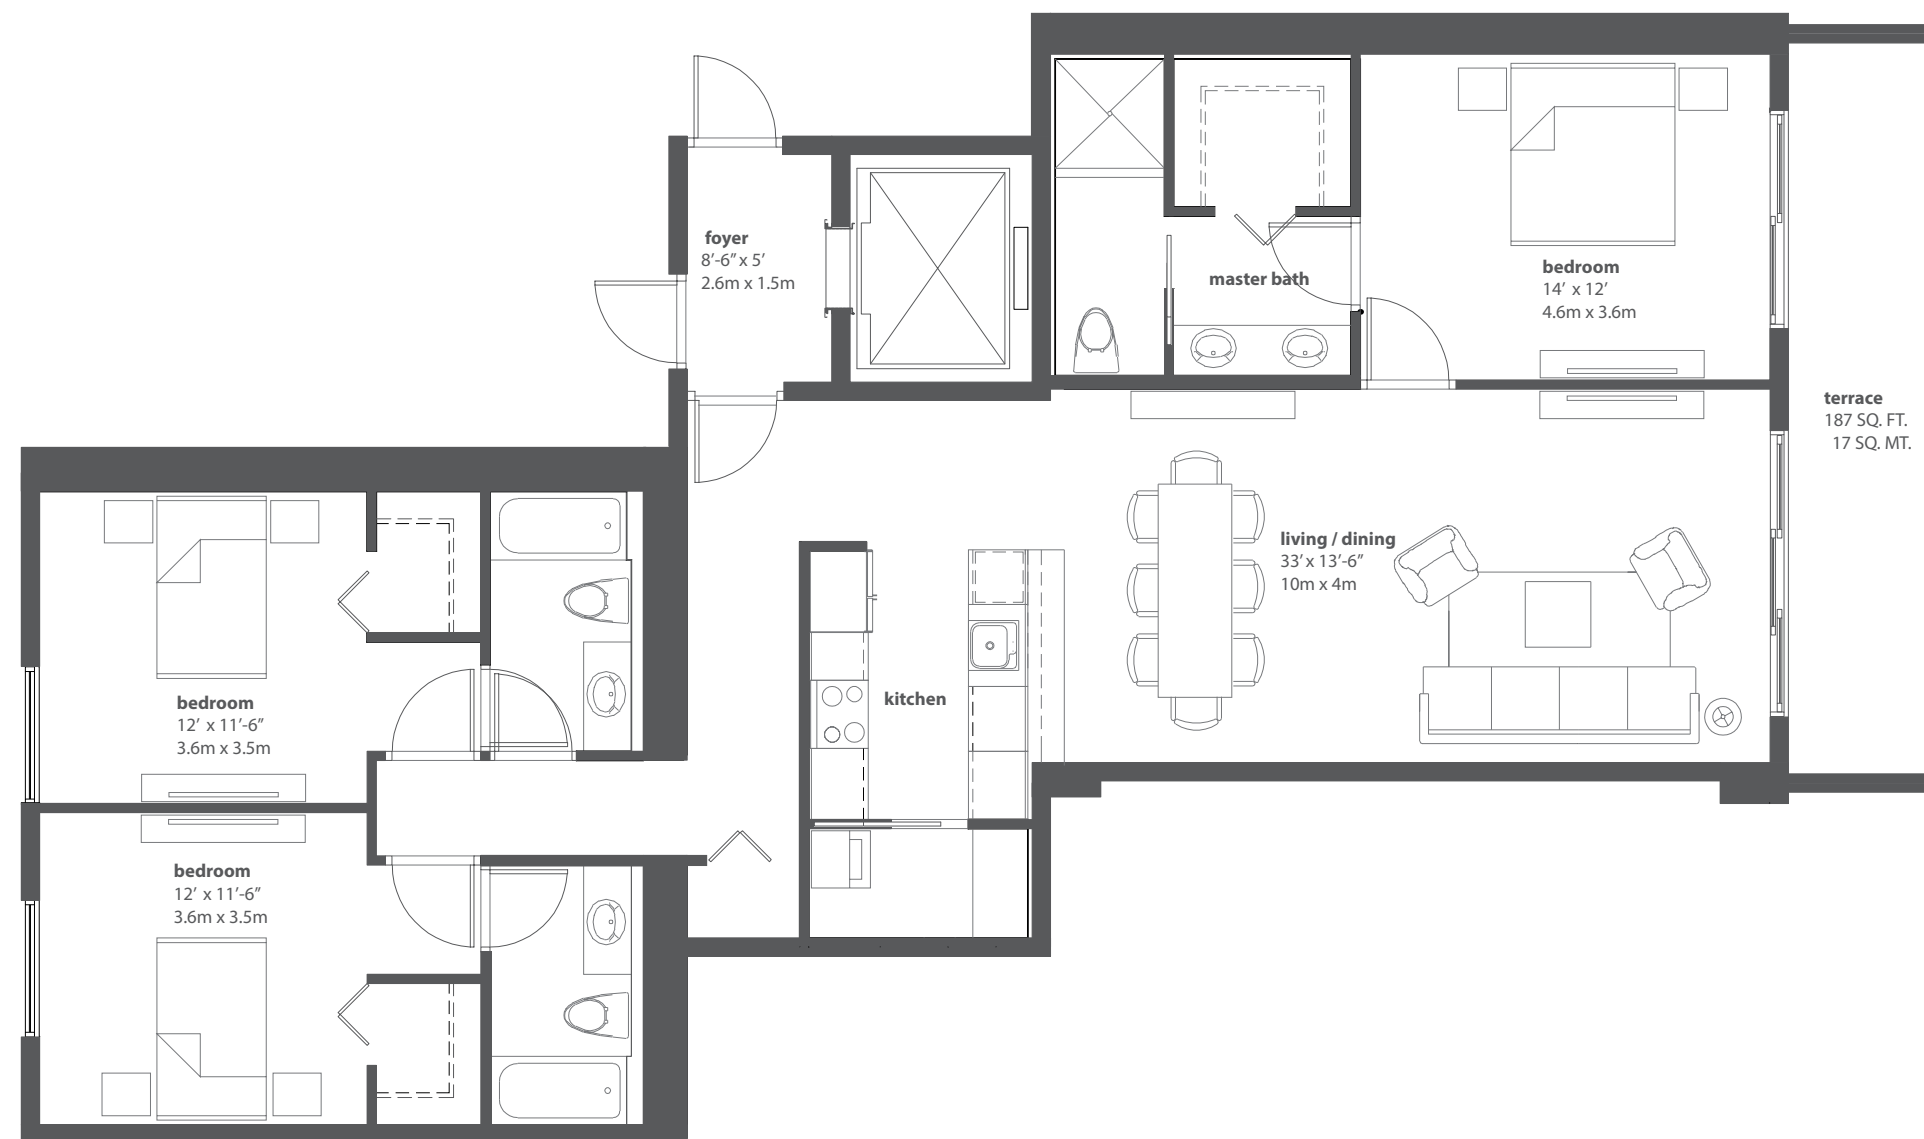 foyer
8'-6" x 5'
2.6m x 1.5m
master bath
bedroom
14' x 12'
4.6m x 3.6m
terrace
187 SQ. FT.
17 SQ. MT.
living / dining
33' x 13'-6"
10m x 4m
kitchen
bedroom
12' x 11'-6"
3.6m x 3.5m
bedroom
12' x 11'-6"
3.6m x 3.5m